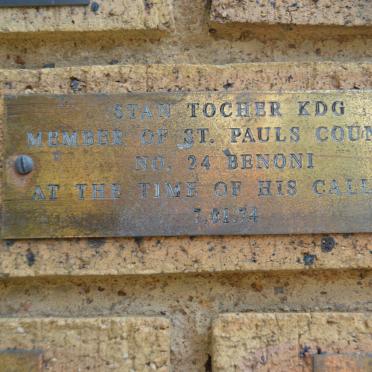 STAN TOCHER KDG
MEMBER OF ST. PAULS COUN
NO. 24 BENONI
AT THE TIME OF HIS CALL
7.01.74